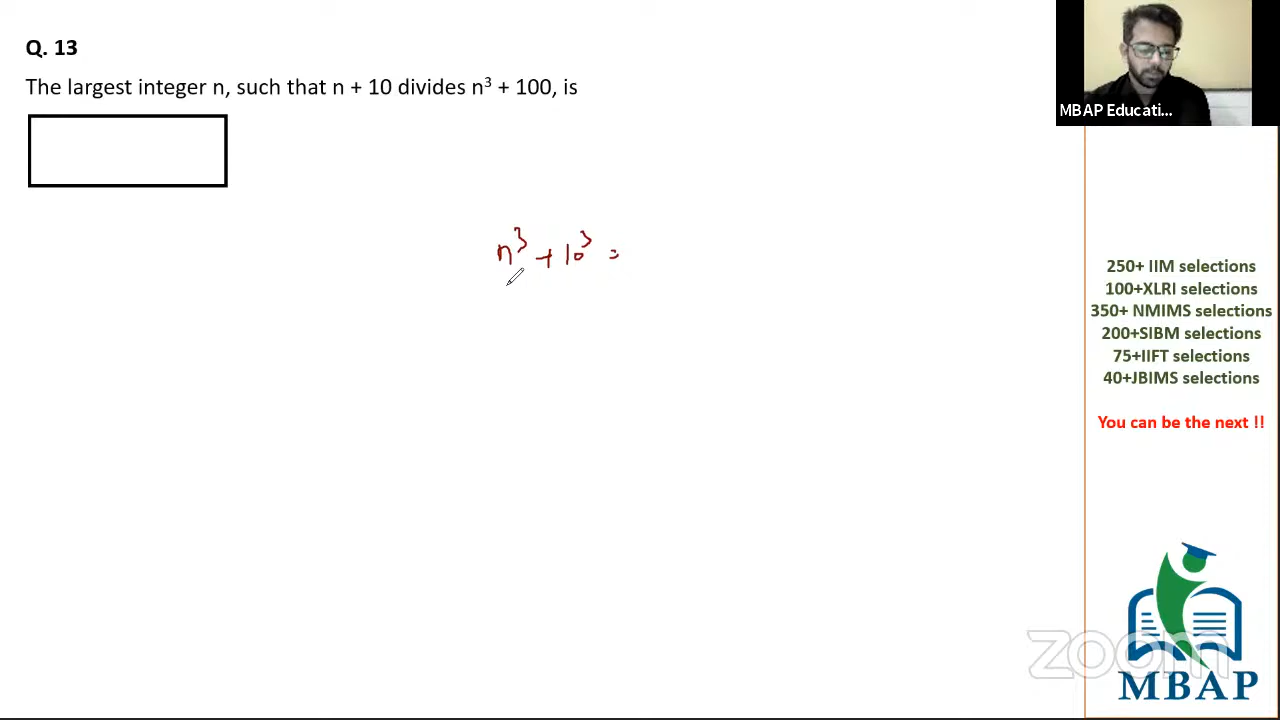 Q. 13
The largest integer n, such that n + 10 divides n³ + 100, is
n³ + 10³ =
MBAP Educati...
250+ IIM selections
100+XLRI selections
350+ NMIMS selections
200+SIBM selections
75+IIFT selections
40+JBIMS selections
You can be the next !!
zoom
MBAP